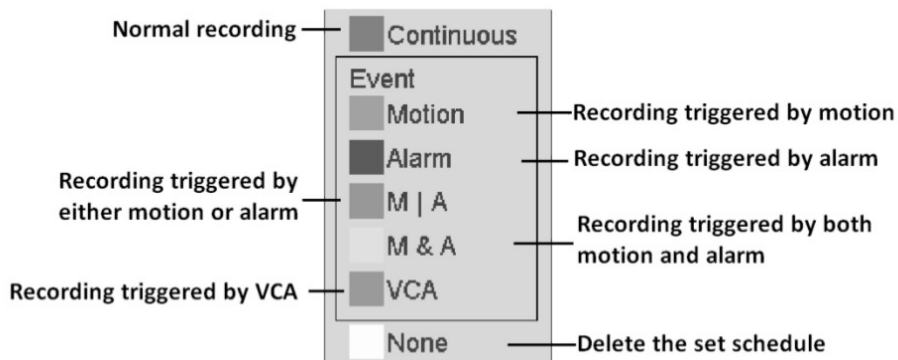 Normal recording
Continuous
Event
Motion
Recording triggered by motion
Alarm
Recording triggered by alarm
Recording triggered by
either motion or alarm
M | A
M & A
Recording triggered by both
motion and alarm
Recording triggered by VCA
VCA
None
Delete the set schedule